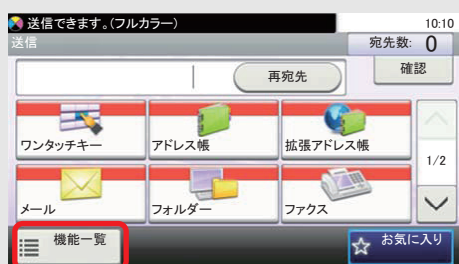 送信できます。(フルカラー) 10:10
送信 宛先数: 0
再宛先 確認
ワンタッチキー アドレス帳 拡張アドレス帳
1/2
メール フォルダー ファクス
機能一覧 お気に入り